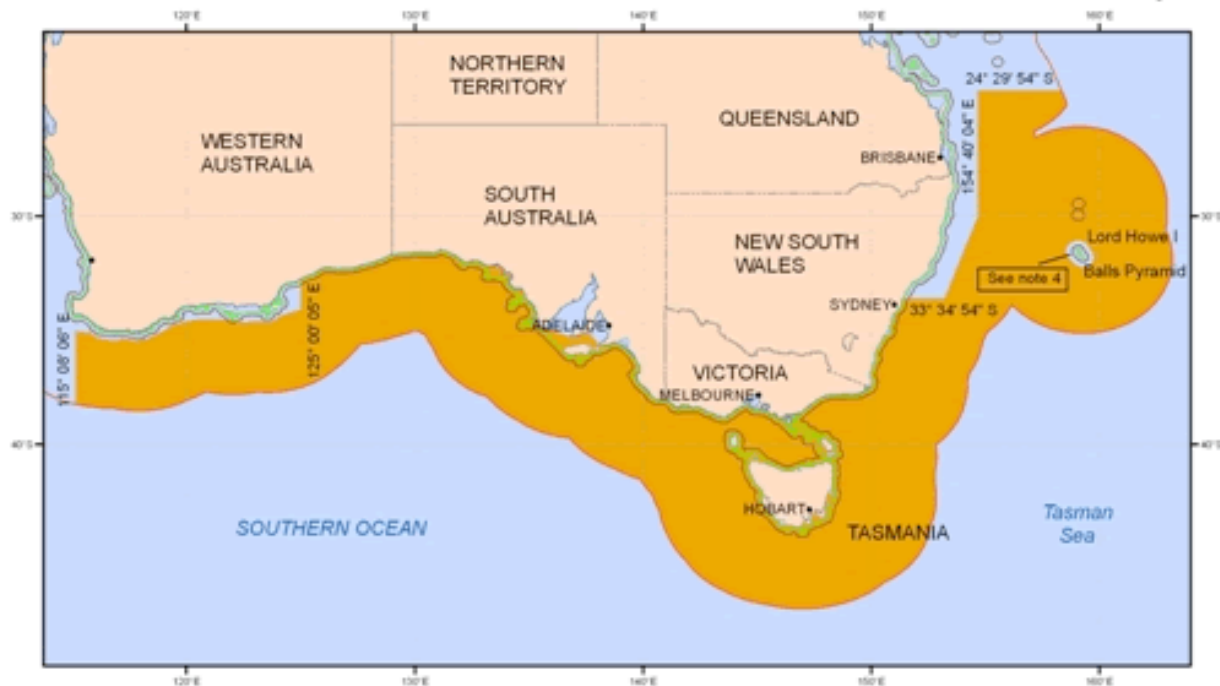 120°E 130°E 140°E 150°E 160°E
NORTHERN
TERRITORY
24° 29' 54" S
QUEENSLAND
WESTERN
AUSTRALIA
BRISBANE
154° 40' 04" E
SOUTH
AUSTRALIA
30°S
30°S
NEW SOUTH
WALES
Lord Howe I
See note 4
Balls Pyramid
SYDNEY
33° 34' 54" S
ADELAIDE
115° 08' 06" E
125° 00' 05" E
VICTORIA
MELBOURNE
40°S
40°S
HOBART
TASMANIA
SOUTHERN OCEAN
Tasman
Sea
120°E 130°E 140°E 150°E 160°E